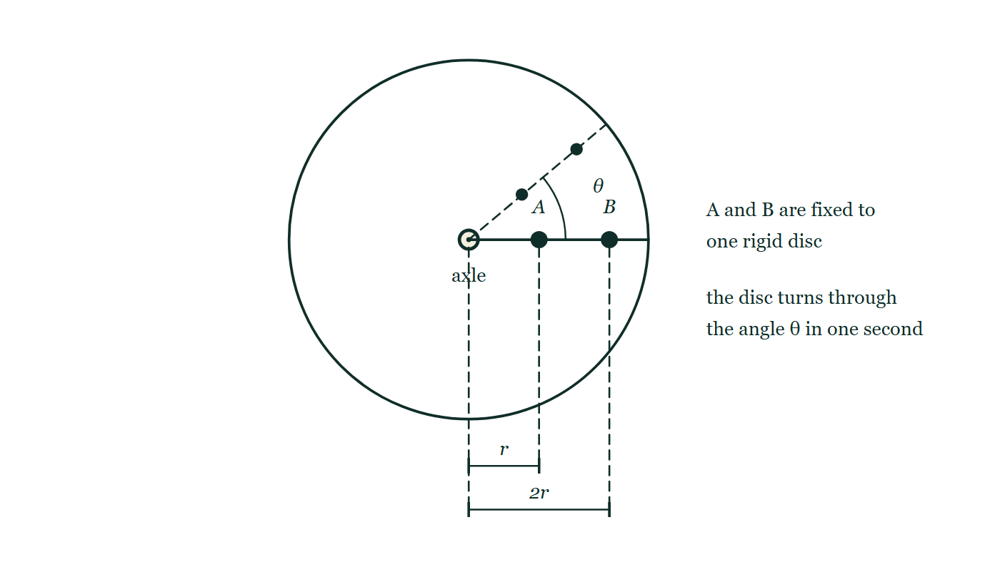 θ
A
B
A and B are fixed to
one rigid disc
axle
the disc turns through
the angle θ in one second
r
2r